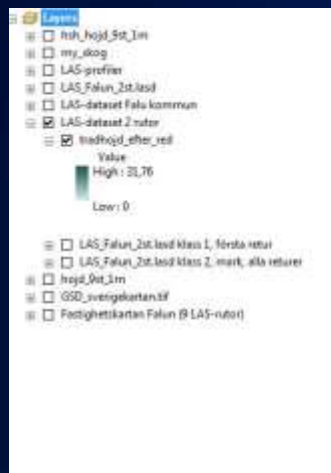 Layers
hsh_hojd_9st_1m
my_skog
LAS-profiler
LAS_Falun_2st.lasd
LAS-dataset Falu kommun
LAS-dataset 2 rutor
tradhojd_efter_red
Value
High : 31,76
Low : 0
LAS_Falun_2st.lasd klass 1, första retur
LAS_Falun_2st.lasd klass 2, mark, alla returer
hojd_9st_1m
GSD_sverigekartan.tif
Fastighetskartan Falun (9 LAS-rutor)